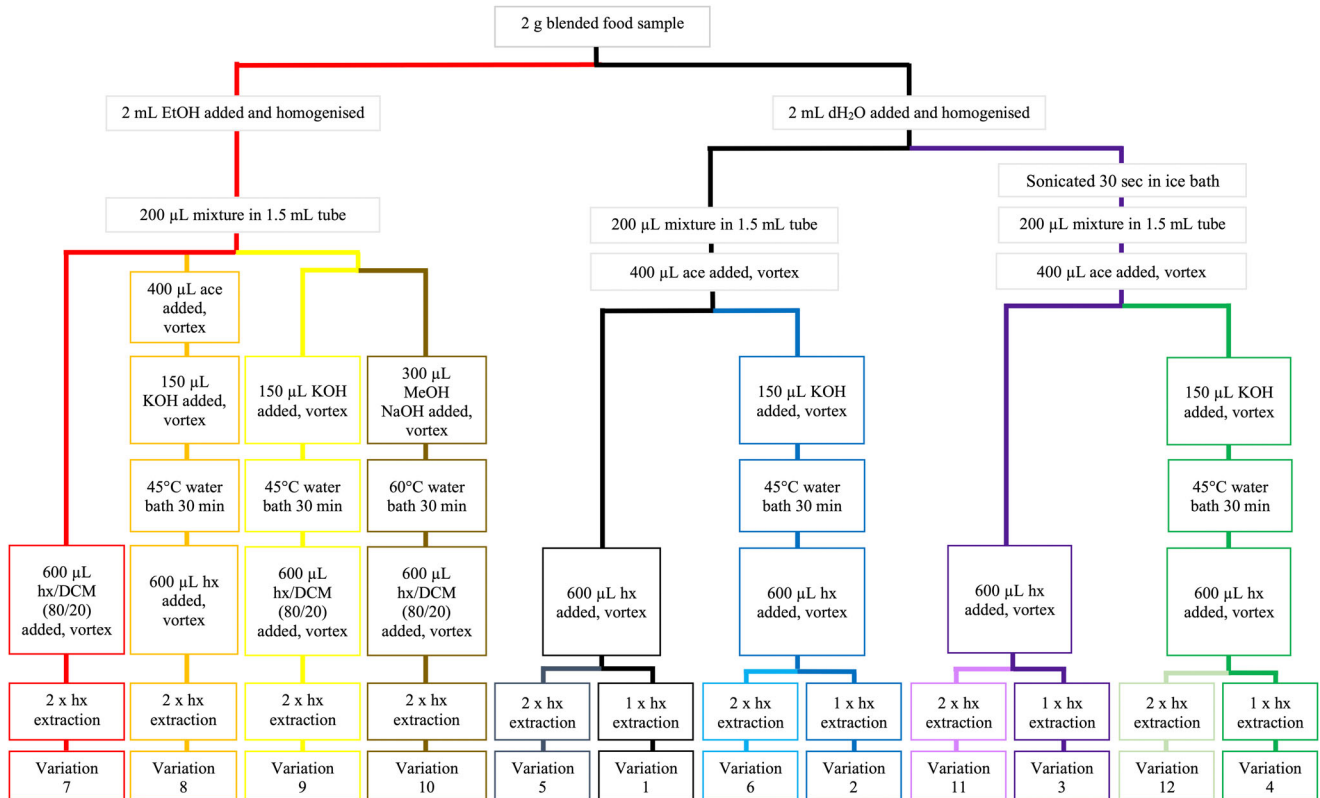 2 g blended food sample
2 mL EtOH added and homogenised
2 mL dH₂O added and homogenised
Sonicated 30 sec in ice bath
200 µL mixture in 1.5 mL tube
200 µL mixture in 1.5 mL tube
200 µL mixture in 1.5 mL tube
400 µL ace added, vortex
400 µL ace added, vortex
400 µL ace
added,
vortex
150 µL
KOH added,
vortex
150 µL KOH
added, vortex
300 µL
MeOH
NaOH added,
vortex
150 µL KOH
added, vortex
150 µL KOH
added, vortex
45°C water
bath 30 min
45°C water
bath 30 min
60°C water
bath 30 min
45°C water
bath 30 min
45°C water
bath 30 min
600 µL
hx/DCM
(80/20)
added, vortex
600 µL hx
added,
vortex
600 µL
hx/DCM
(80/20)
added, vortex
600 µL
hx/DCM
(80/20)
added, vortex
600 µL hx
added, vortex
600 µL hx
added, vortex
600 µL hx
added, vortex
600 µL hx
added, vortex
2 x hx
extraction
2 x hx
extraction
2 x hx
extraction
2 x hx
extraction
2 x hx
extraction
1 x hx
extraction
2 x hx
extraction
1 x hx
extraction
2 x hx
extraction
1 x hx
extraction
2 x hx
extraction
1 x hx
extraction
Variation
7
Variation
8
Variation
9
Variation
10
Variation
5
Variation
1
Variation
6
Variation
2
Variation
11
Variation
3
Variation
12
Variation
4